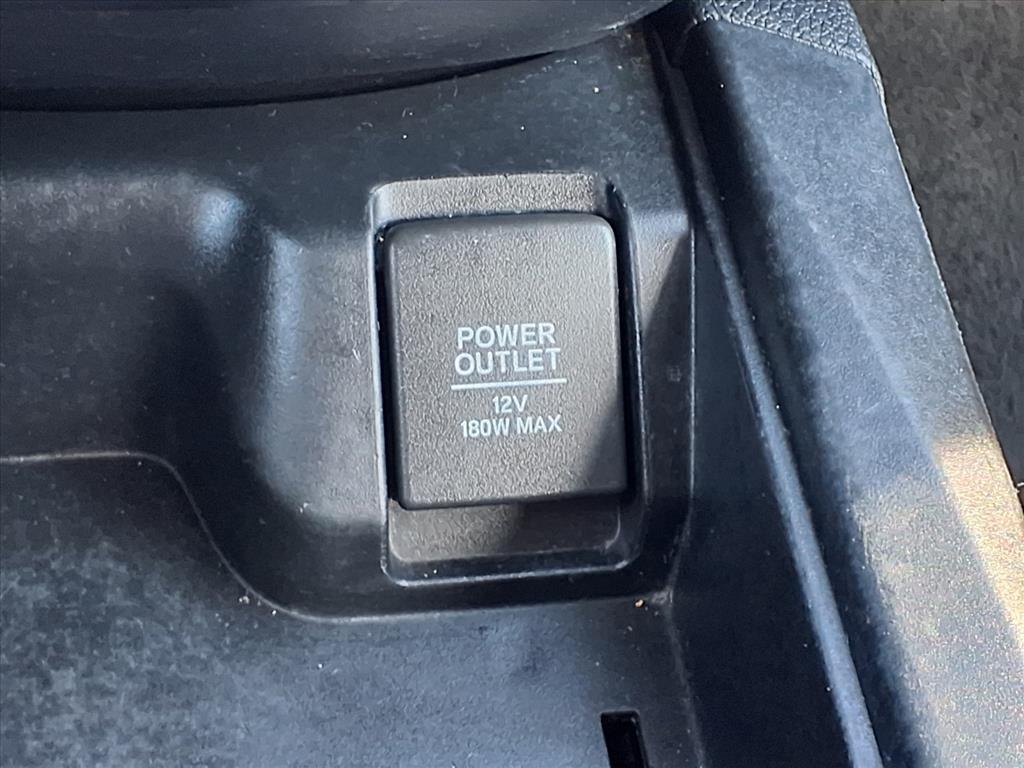 POWER
OUTLET
12V
180W MAX